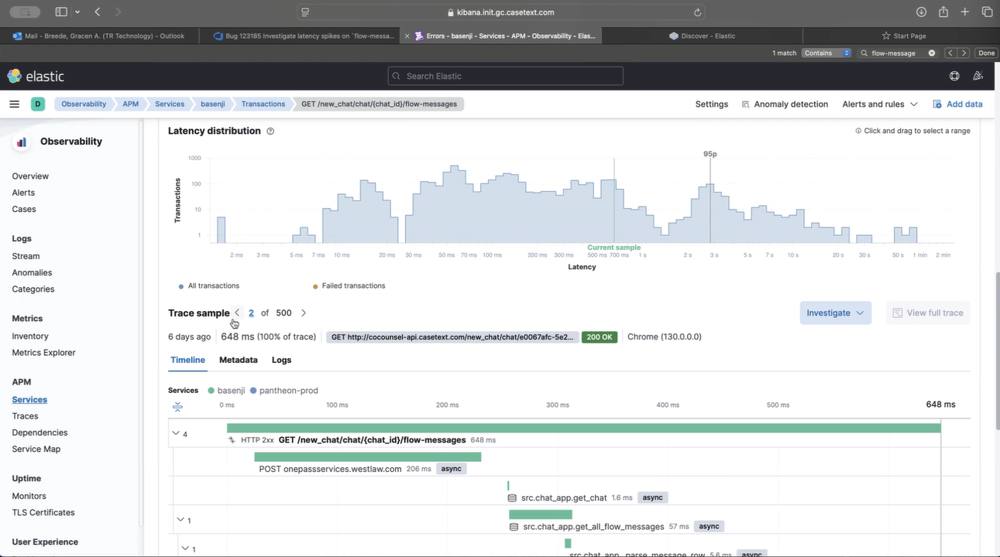 kibana.init.gc.casetext.com
Mail - Breede, Gracen A. (TR Technology) - Outlook
Bug 123185 Investigate latency spikes on `flow-messa...
Errors - basenji - Services - APM - Observability - Elas...
Discover - Elastic
Start Page
1 match
Contains
flow-message
Done
elastic
Search Elastic
D
Observability
APM
Services
basenji
Transactions
GET /new_chat/chat/{chat_id}/flow-messages
Settings
Anomaly detection
Alerts and rules
Add data
Observability
Overview
Alerts
Cases
Logs
Stream
Anomalies
Categories
Metrics
Inventory
Metrics Explorer
APM
Services
Traces
Dependencies
Service Map
Uptime
Monitors
TLS Certificates
User Experience
Latency distribution
Click and drag to select a range
95p
1000
100
10
1
Transactions
Current sample
2 ms 3 ms 5 ms 7 ms 10 ms 20 ms 30 ms 50 ms 70 ms 100 ms 200 ms 300 ms 500 ms 700 ms 1 s 2 s 3 s 5 s 7 s 10 s 20 s 30 s 50 s 1 min 2 min
Latency
All transactions
Failed transactions
Trace sample 2 of 500
Investigate
View full trace
6 days ago
648 ms (100% of trace)
GET http://cocounsel-api.casetext.com/new_chat/chat/e0067afc-5e2...
200 OK
Chrome (130.0.0.0)
Timeline
Metadata
Logs
Services
basenji
pantheon-prod
0 ms 100 ms 200 ms 300 ms 400 ms 500 ms 648 ms
4
HTTP 2xx GET /new_chat/chat/{chat_id}/flow-messages 648 ms
POST onepassservices.westlaw.com 206 ms async
src.chat_app.get_chat 1.6 ms async
1
src.chat_app.get_all_flow_messages 57 ms async
1
src.chat_app._parse_message_row 5.6 ms async